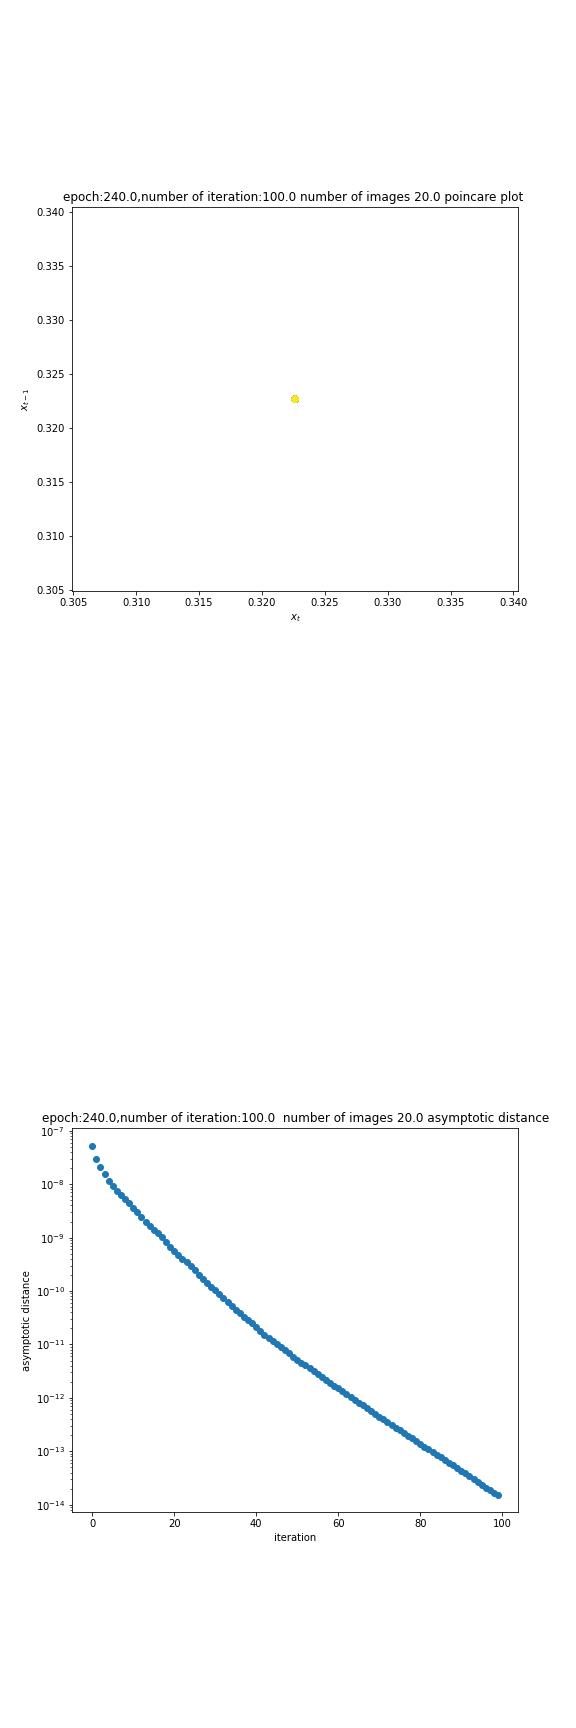 epoch:240.0,number of iteration:100.0 number of images 20.0 poincare plot
0.340
0.335
0.330
0.325
0.320
0.315
0.310
0.305
x_{t-1}
0.305 0.310 0.315 0.320 0.325 0.330 0.335 0.340
x_t
epoch:240.0,number of iteration:100.0  number of images 20.0 asymptotic distance
10^{-7}
10^{-8}
10^{-9}
10^{-10}
10^{-11}
10^{-12}
10^{-13}
10^{-14}
asymptotic distance
0 20 40 60 80 100
iteration